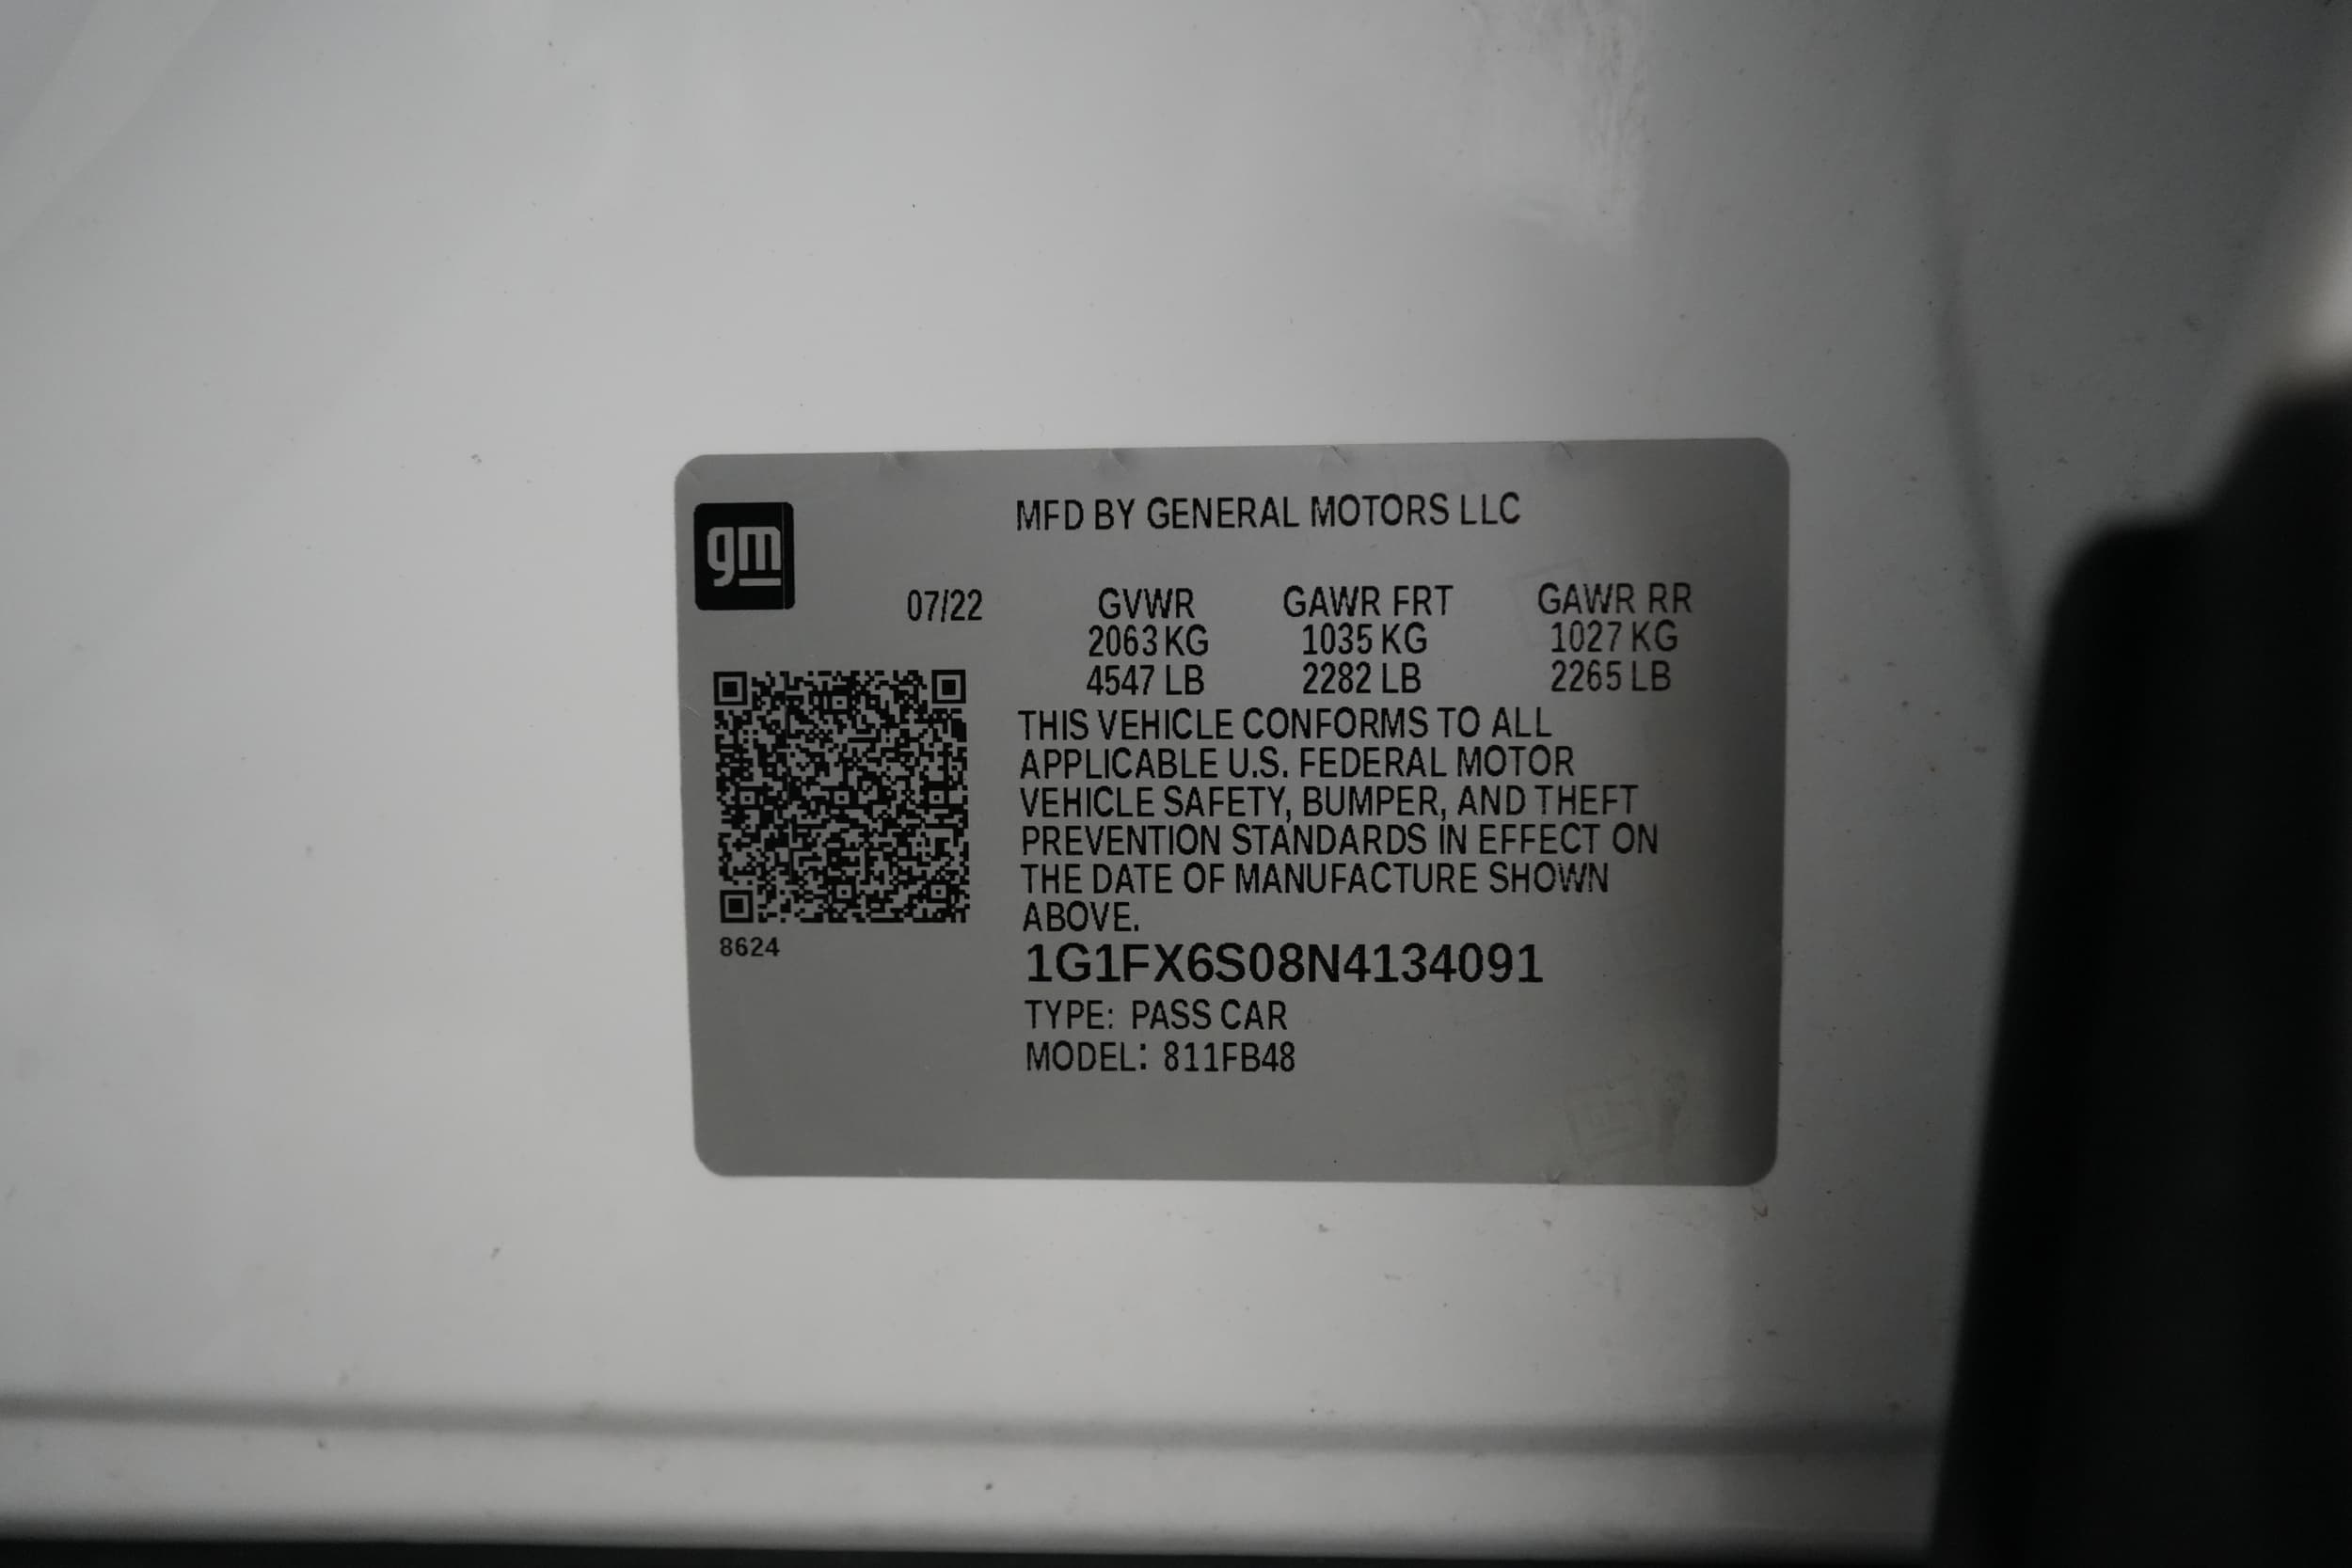 gm
MFD BY GENERAL MOTORS LLC
07/22 GVWR GAWR FRT GAWR RR
2063 KG 1035 KG 1027 KG
4547 LB 2282 LB 2265 LB
THIS VEHICLE CONFORMS TO ALL
APPLICABLE U.S. FEDERAL MOTOR
VEHICLE SAFETY, BUMPER, AND THEFT
PREVENTION STANDARDS IN EFFECT ON
THE DATE OF MANUFACTURE SHOWN
ABOVE.
8624
1G1FX6S08N4134091
TYPE: PASS CAR
MODEL: 811FB48